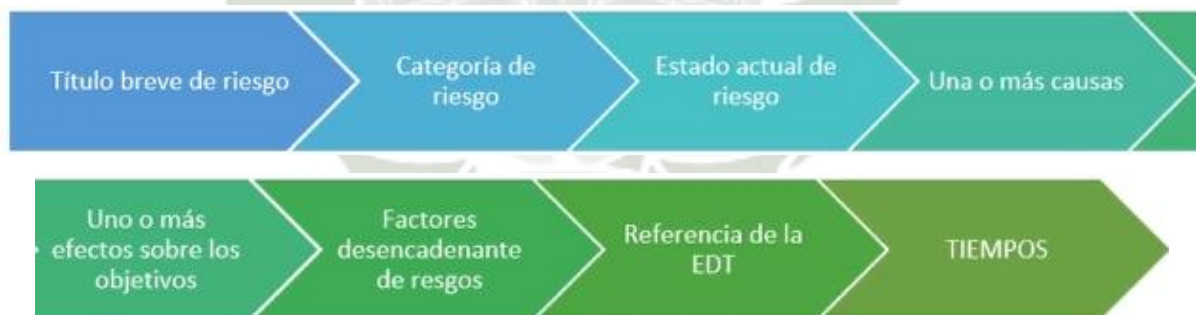 Título breve de riesgo
Categoría de
riesgo
Estado actual de
riesgo
Una o más causas
Uno o más
efectos sobre los
objetivos
Factores
desencadenante
de resgos
Referencia de la
EDT
TIEMPOS